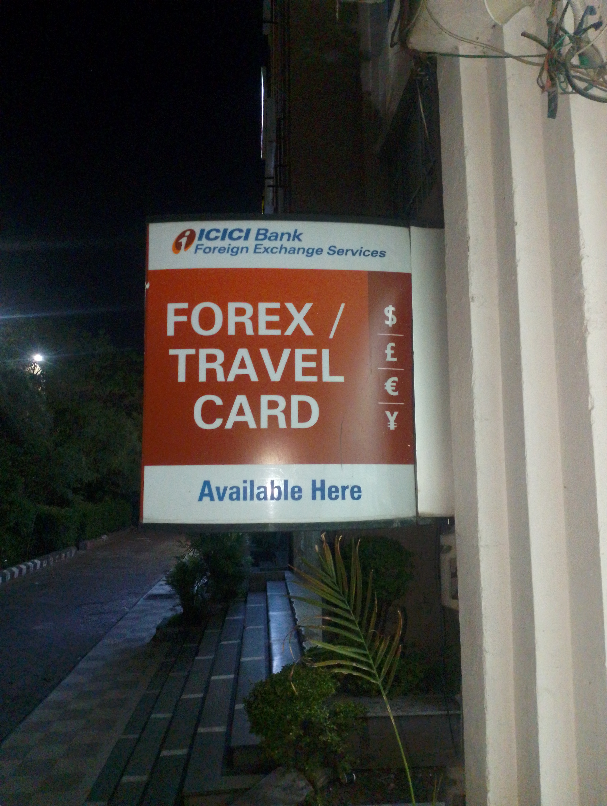 ICICI Bank
Foreign Exchange Services
FOREX /
TRAVEL
CARD
$
£
€
¥
Available Here